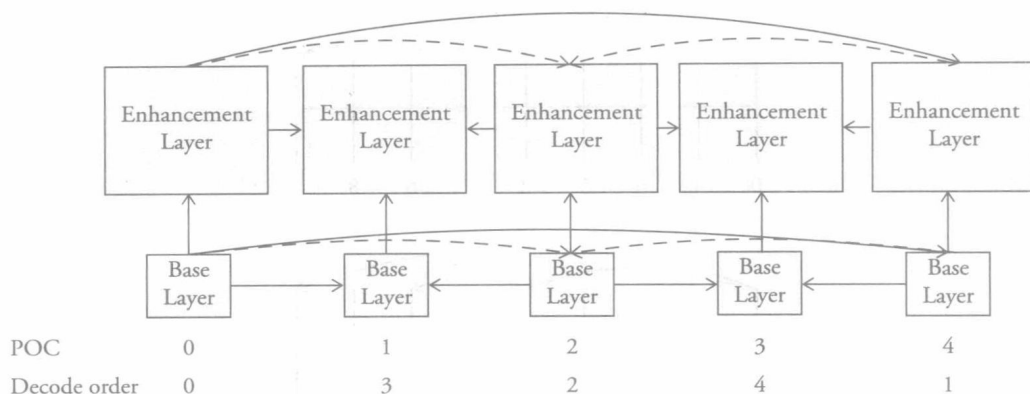 Enhancement
Layer
Enhancement
Layer
Enhancement
Layer
Enhancement
Layer
Enhancement
Layer
Base
Layer
Base
Layer
Base
Layer
Base
Layer
Base
Layer
POC 0 1 2 3 4
Decode order 0 3 2 4 1